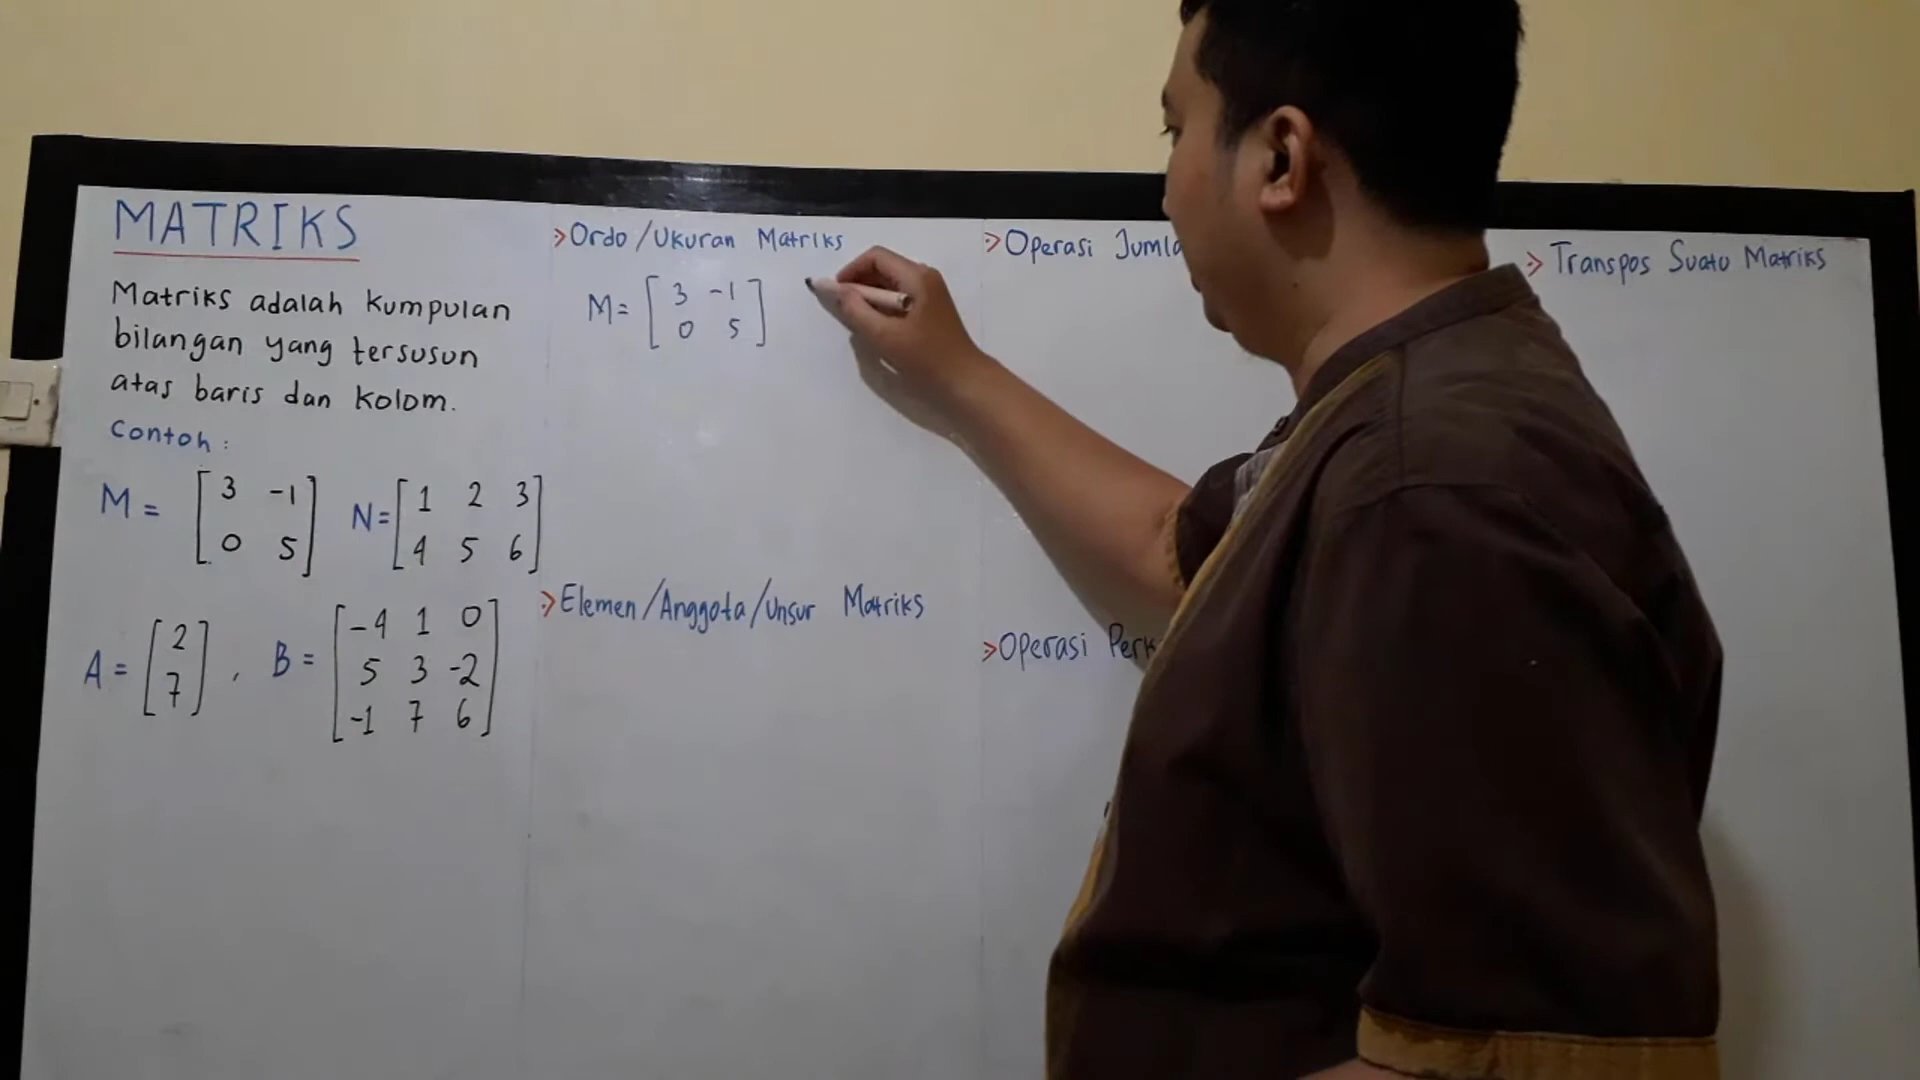 MATRIKS
Matriks adalah kumpulan
bilangan yang tersusun
atas baris dan kolom.
Contoh :
M = [3 -1
0 5]
N = [1 2 3
4 5 6]
A = [2
7] ,
B = [-4 1 0
5 3 -2
-1 7 6]
> Ordo/Ukuran Matriks
M = [3 -1
0 5]
> Elemen/Anggota/Unsur Matriks
> Operasi
> Operasi
> Transpos Suatu Matriks